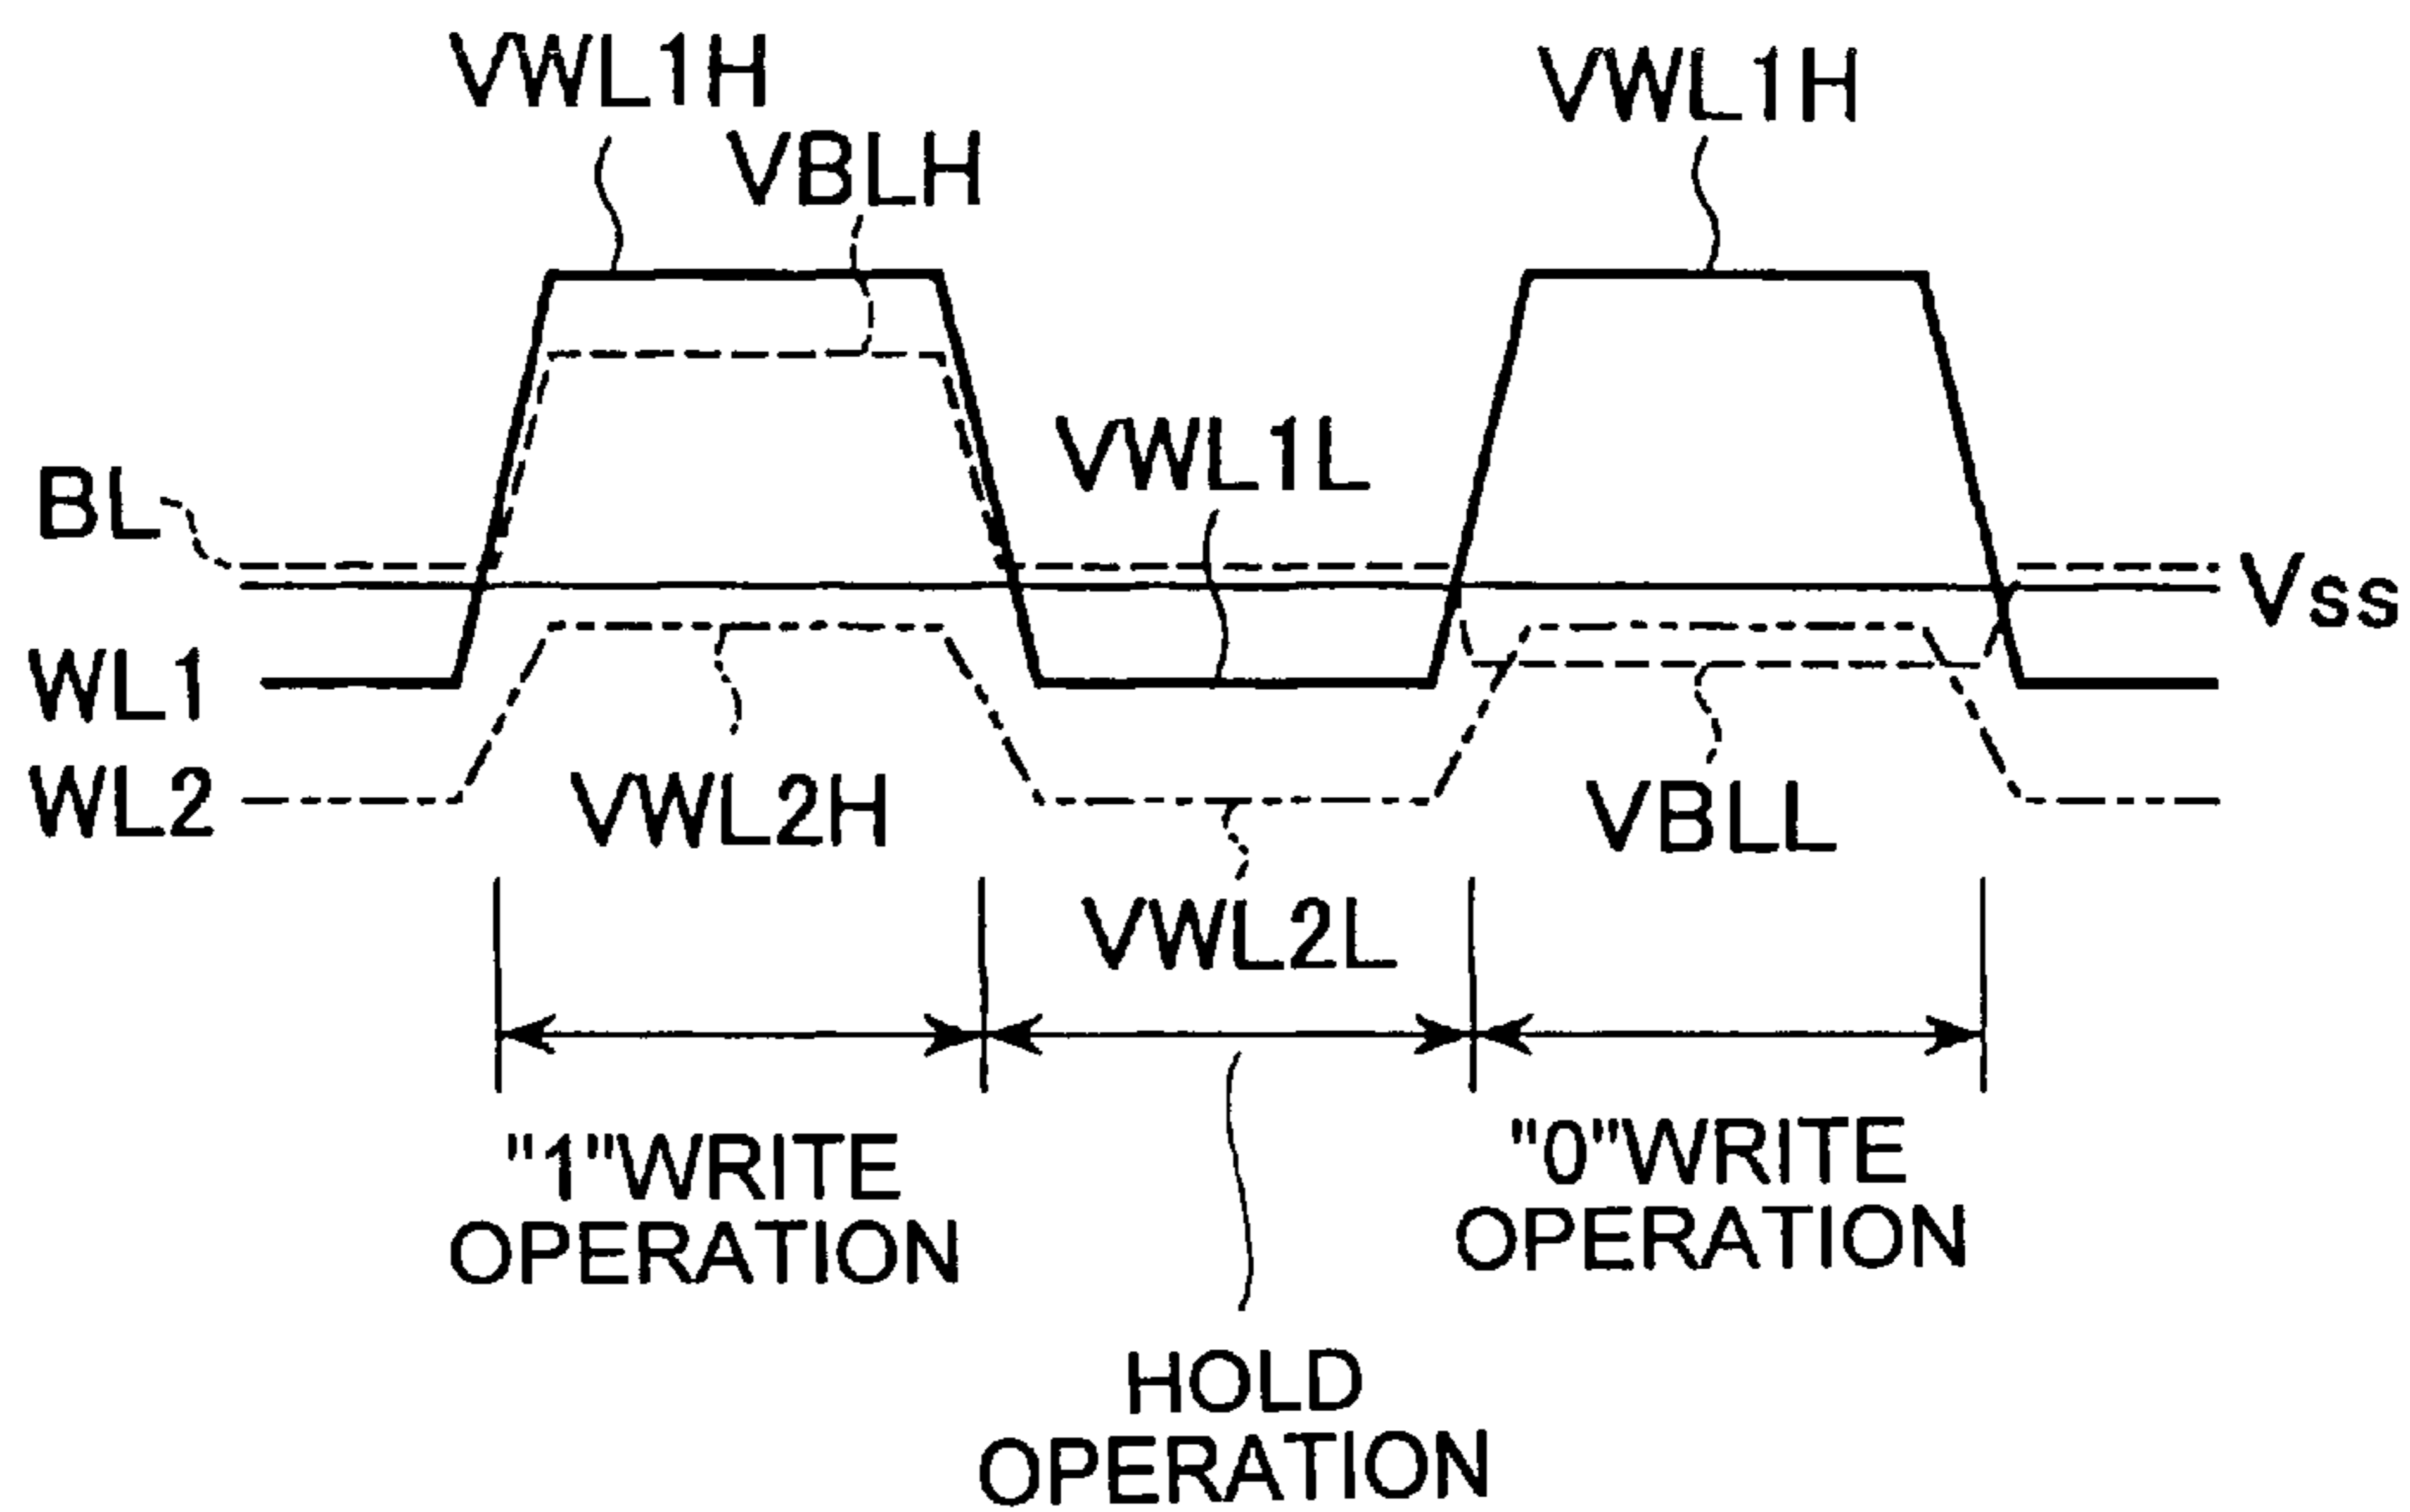 VWL1H
VWL1H
VBLH
VWL1L
BL
Vss
WL1
WL2
VWL2H
VBLL
VWL2L
"1"WRITE
OPERATION
"0"WRITE
OPERATION
HOLD
OPERATION